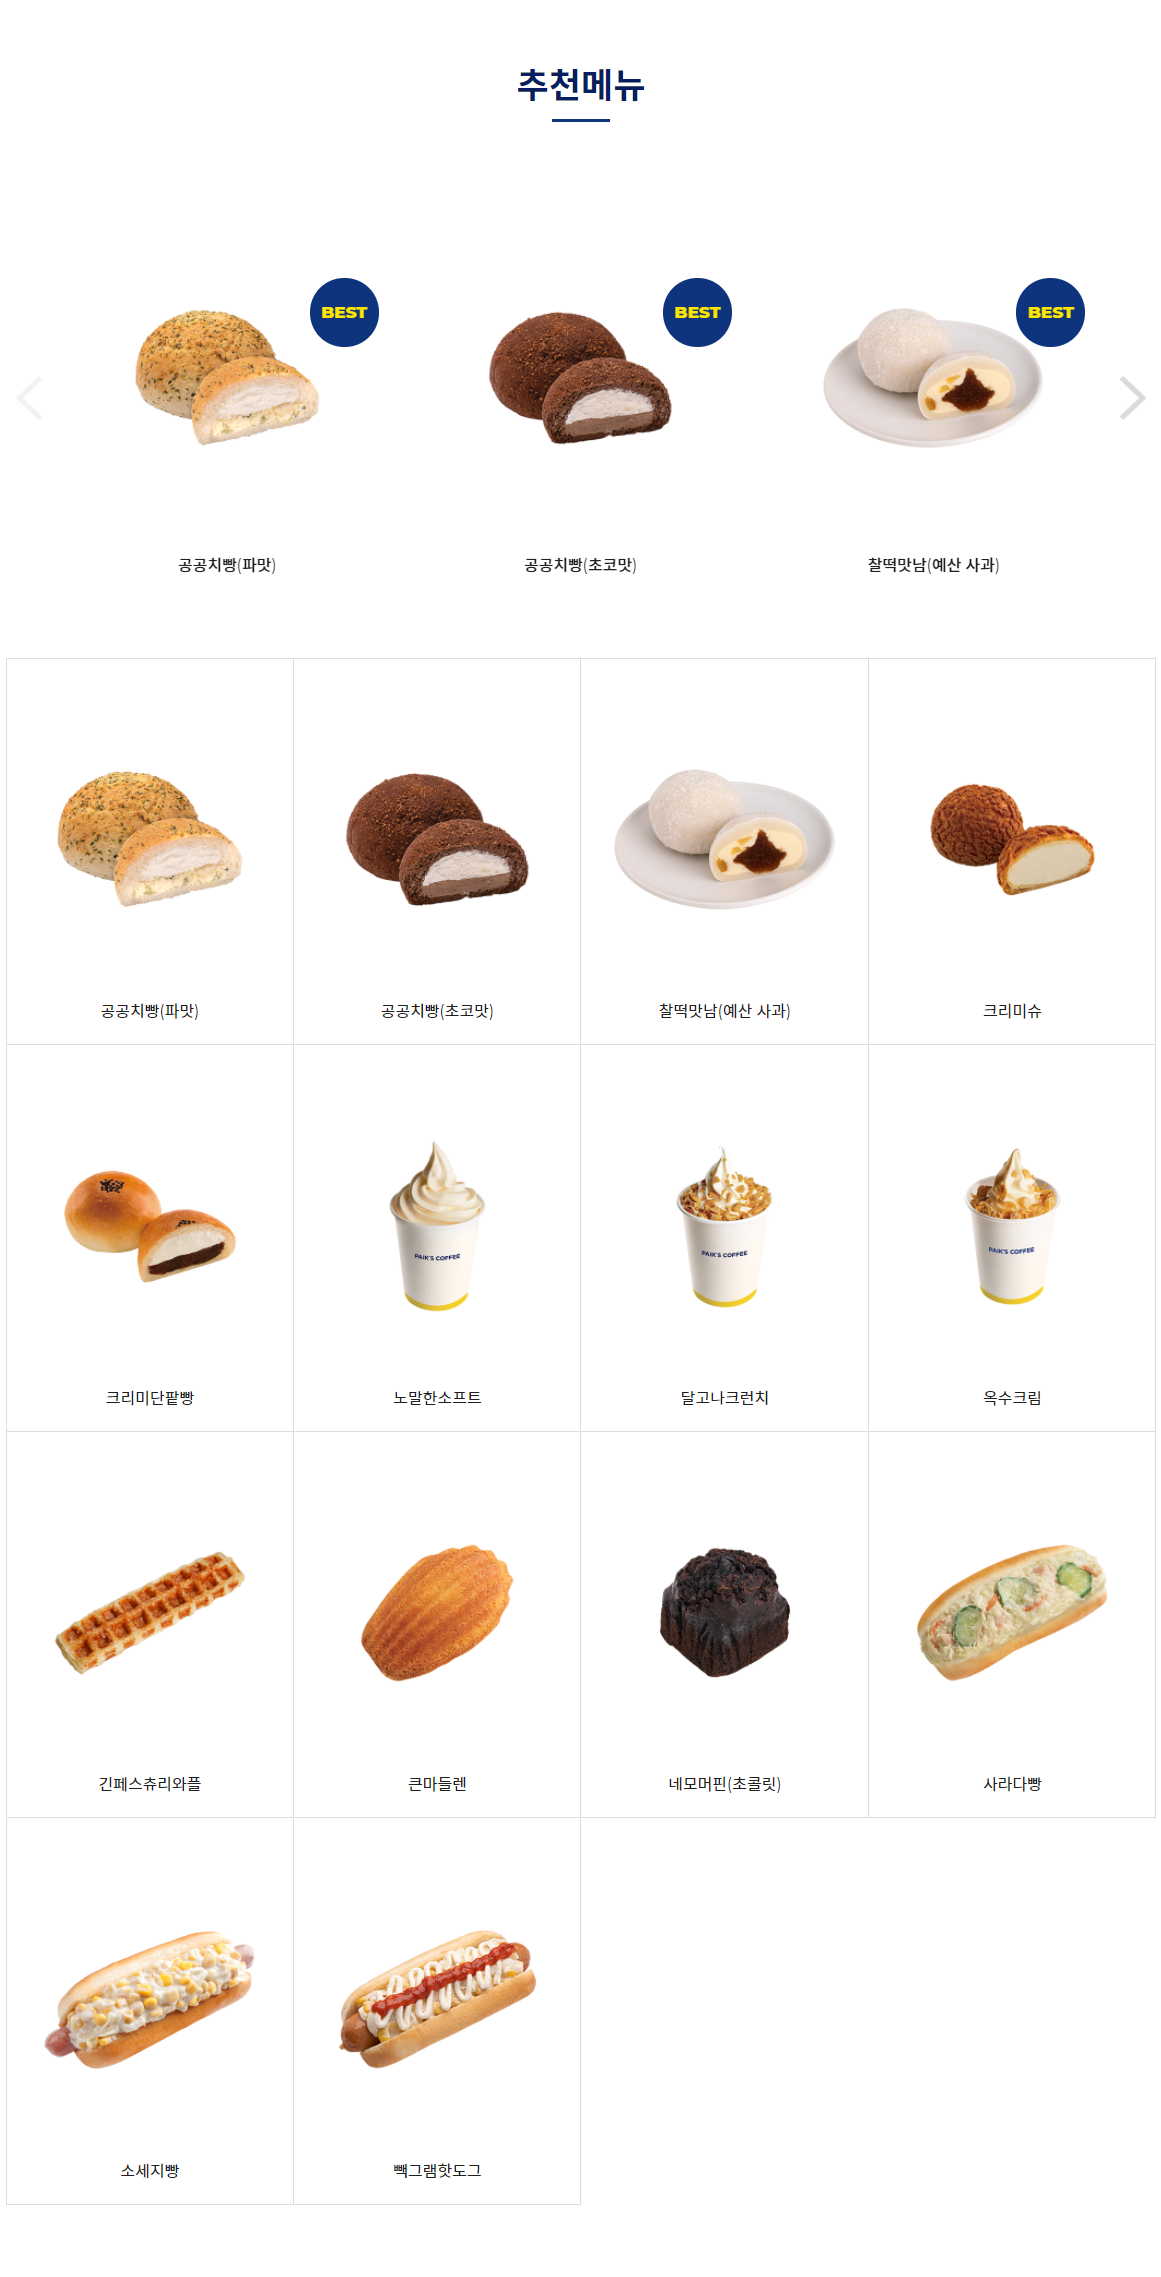 추천메뉴
BEST
BEST
BEST
공공치빵(파맛)
공공치빵(초코맛)
찰떡맛남(예산 사과)
공공치빵(파맛)
공공치빵(초코맛)
찰떡맛남(예산 사과)
크리미슈
PAIK'S COFFEE
PAIK'S COFFEE
PAIK'S COFFEE
크리미단팥빵
노말한소프트
달고나크런치
옥수크림
긴페스츄리와플
큰마들렌
네모머핀(초콜릿)
사라다빵
소세지빵
빽그램핫도그